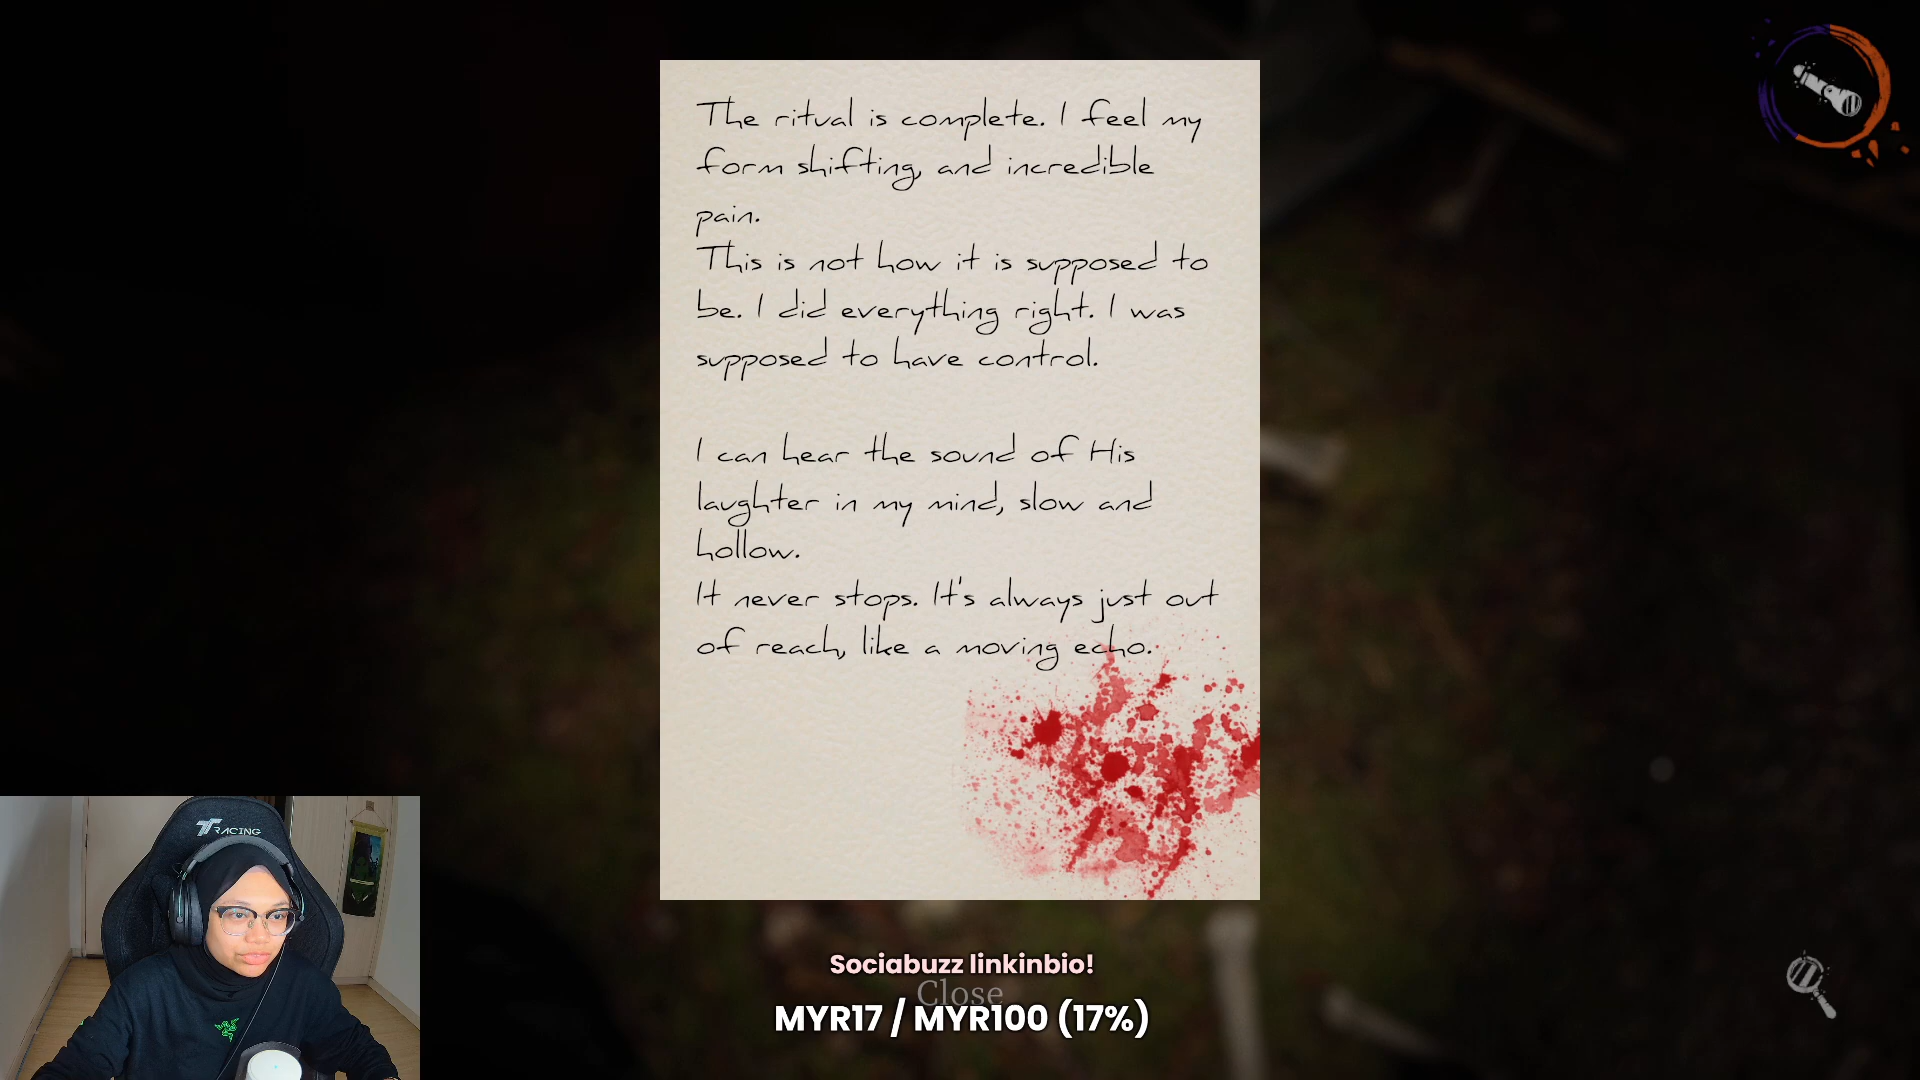 The ritual is complete. I feel my
form shifting, and incredible
pain.
This is not how it is supposed to
be. I did everything right. I was
supposed to have control.
I can hear the sound of His
laughter in my mind, slow and
hollow.
It never stops. It's always just out
of reach, like a moving echo.
TTRACING
Sociabuzz linkinbio!
Close
MYR17 / MYR100 (17%)